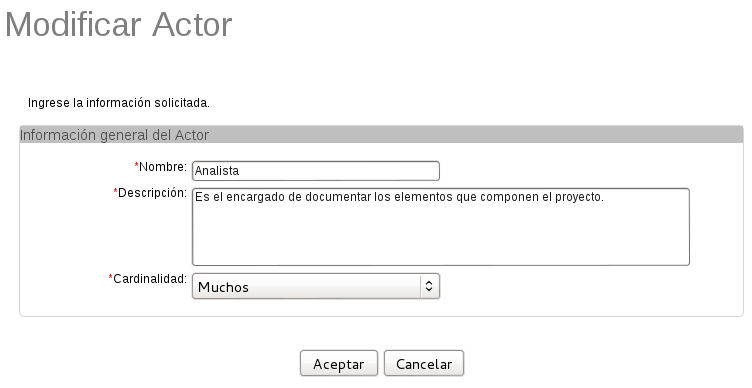 Modificar Actor
Ingrese la información solicitada.
Información general del Actor
*Nombre: Analista
*Descripción: Es el encargado de documentar los elementos que componen el proyecto.
*Cardinalidad: Muchos
Aceptar Cancelar